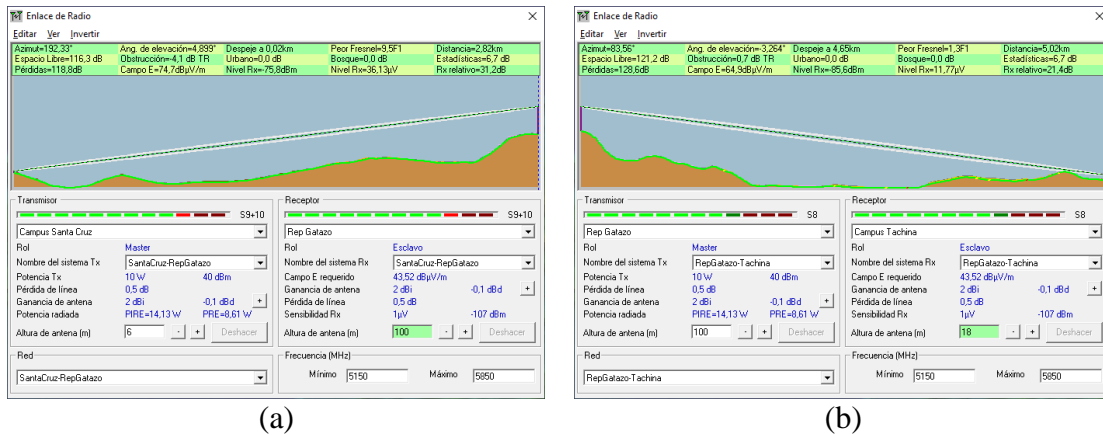 Enlace de Radio
Editar Ver Invertir
Azimut=192,33° Ang. de elevación=4,899° Despeje a 0,02km Peor Fresnel=9,5F1 Distancia=2,82km
Espacio Libre=116,3 dB Obstrucción=-4,1 dB TR Urbano=0,0 dB Bosque=0,0 dB Estadísticas=6,7 dB
Pérdidas=118,8dB Campo E=74,7dBµV/m Nivel Rx=-75,8dBm Nivel Rx=36,13µV Rx relativo=31,2dB
Transmisor
S9+10
Campus Santa Cruz
Rol Master
Nombre del sistema Tx SantaCruz-RepGatazo
Potencia Tx 10 W 40 dBm
Pérdida de línea 0,5 dB
Ganancia de antena 2 dBi -0,1 dBd +
Potencia radiada PIRE=14,13 W PRE=8,61 W
Altura de antena (m) 6 - + Deshacer
Receptor
S9+10
Rep Gatazo
Rol Esclavo
Nombre del sistema Rx SantaCruz-RepGatazo
Campo E requerido 43,52 dBµV/m
Ganancia de antena 2 dBi -0,1 dBd +
Pérdida de línea 0,5 dB
Sensibilidad Rx 1µV -107 dBm
Altura de antena (m) 100 - + Deshacer
Red
SantaCruz-RepGatazo
Frecuencia (MHz)
Mínimo 5150 Máximo 5850
(a)
Enlace de Radio
Editar Ver Invertir
Azimut=83,56° Ang. de elevación=-3,264° Despeje a 4,65km Peor Fresnel=1,3F1 Distancia=5,02km
Espacio Libre=121,2 dB Obstrucción=0,7 dB TR Urbano=0,0 dB Bosque=0,0 dB Estadísticas=6,7 dB
Pérdidas=128,6dB Campo E=64,9dBµV/m Nivel Rx=-85,6dBm Nivel Rx=11,77µV Rx relativo=21,4dB
Transmisor
S8
Rep Gatazo
Rol Master
Nombre del sistema Tx RepGatazo-Tachina
Potencia Tx 10 W 40 dBm
Pérdida de línea 0,5 dB
Ganancia de antena 2 dBi -0,1 dBd +
Potencia radiada PIRE=14,13 W PRE=8,61 W
Altura de antena (m) 100 - + Deshacer
Receptor
S8
Campus Tachina
Rol Esclavo
Nombre del sistema Rx RepGatazo-Tachina
Campo E requerido 43,52 dBµV/m
Ganancia de antena 2 dBi -0,1 dBd +
Pérdida de línea 0,5 dB
Sensibilidad Rx 1µV -107 dBm
Altura de antena (m) 18 - + Deshacer
Red
RepGatazo-Tachina
Frecuencia (MHz)
Mínimo 5150 Máximo 5850
(b)